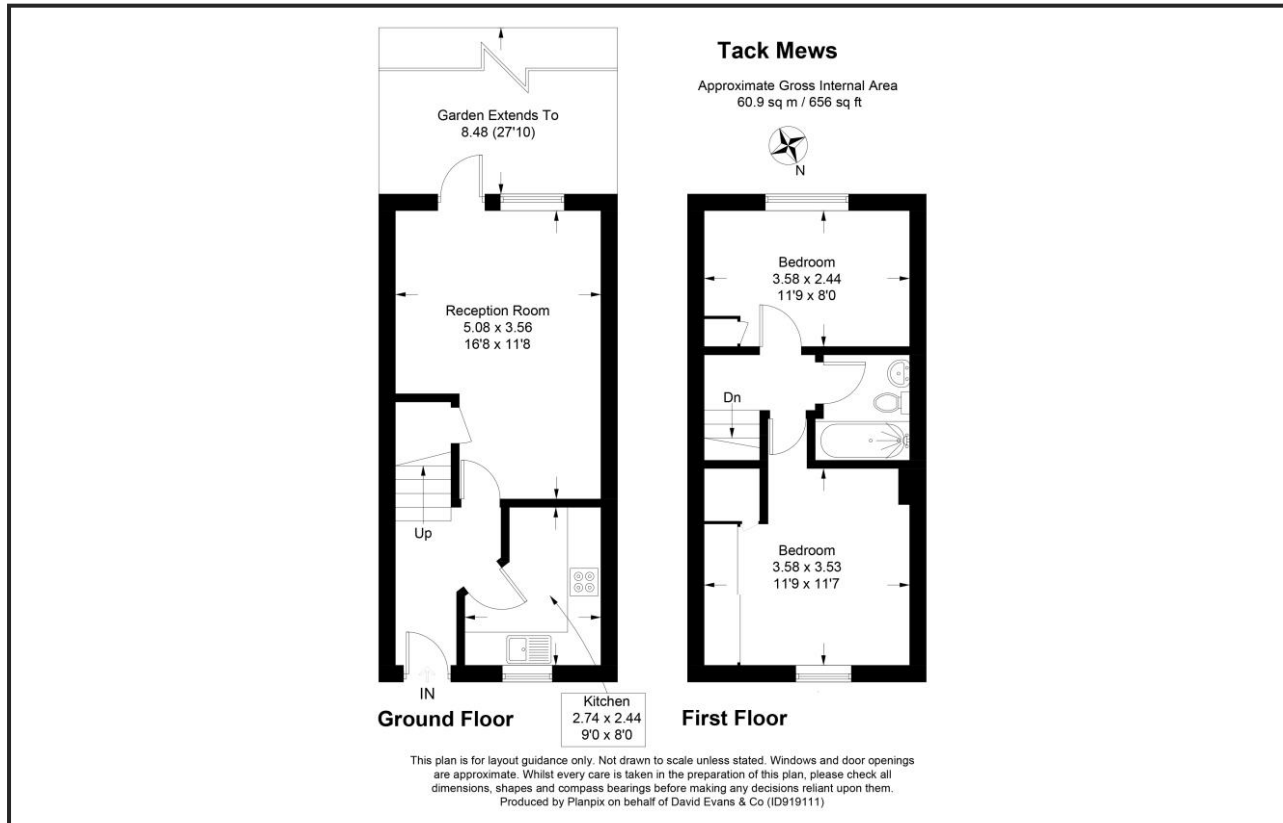 Tack Mews
Approximate Gross Internal Area
60.9 sq m / 656 sq ft
N
Garden Extends To
8.48 (27'10)
Reception Room
5.08 x 3.56
16'8 x 11'8
Up
IN
Kitchen
2.74 x 2.44
9'0 x 8'0
Ground Floor
Bedroom
3.58 x 2.44
11'9 x 8'0
Dn
Bedroom
3.58 x 3.53
11'9 x 11'7
First Floor
This plan is for layout guidance only. Not drawn to scale unless stated. Windows and door openings
are approximate. Whilst every care is taken in the preparation of this plan, please check all
dimensions, shapes and compass bearings before making any decisions reliant upon them.
Produced by Planpix on behalf of David Evans & Co (ID919111)